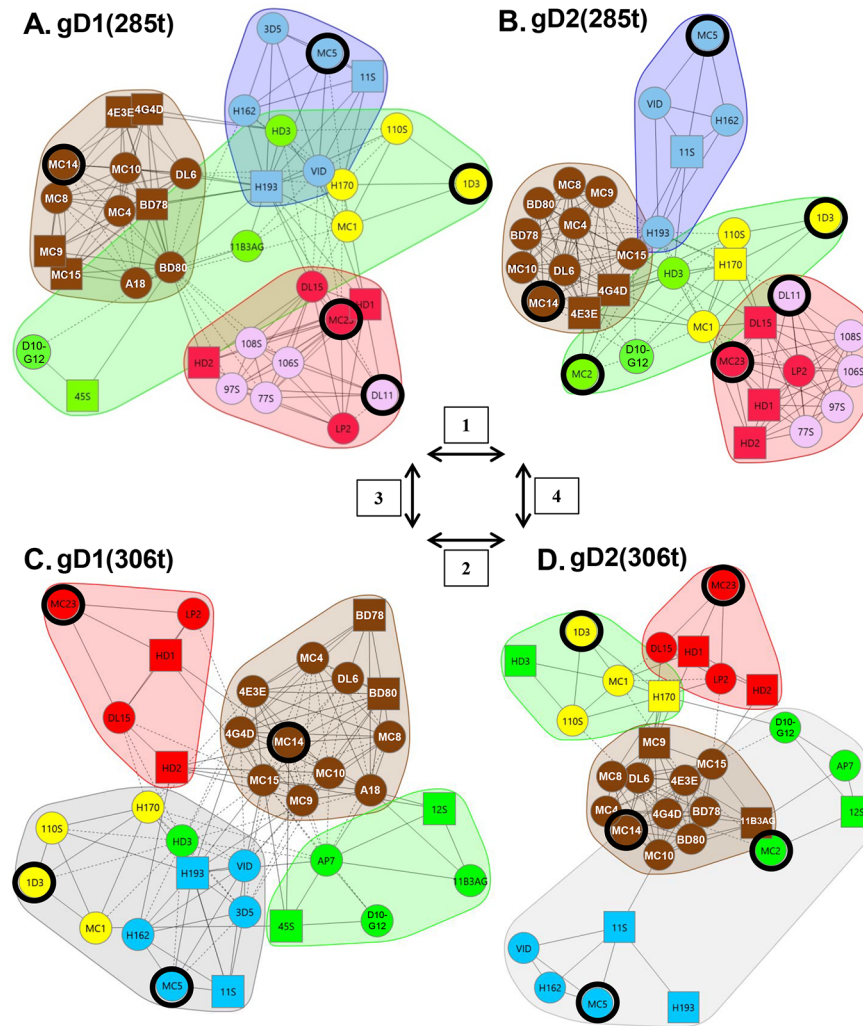 A. gD1(285t)
3D5
MC5
11S
4E3E
4G4D
H162
HD3
110S
MC14
MC10
DL6
VID
H193
H170
1D3
MC8
MC4
BD78
MC1
MC9
MC15
A18
BD80
11B3AG
DL15
HD1
MC23
D10-
G12
108S
HD2
106S
97S
77S
DL11
45S
LP2
B. gD2(285t)
MC5
VID
H162
11S
MC8
MC9
BD80
MC4
BD78
H193
110S
1D3
MC15
MC10
DL6
HD3
H170
4G4D
MC14
DL11
4E3E
MC1
DL15
108S
D10-
G12
MC2
MC23
LP2
106S
HD1
97S
77S
HD2
1
3
4
2
C. gD1(306t)
MC23
LP2
HD1
BD78
MC4
DL6
4E3E
BD80
DL15
4G4D
MC14
MC8
HD2
MC15
MC10
A18
MC9
H170
12S
110S
HD3
H193
VID
AP7
1D3
11B3AG
3D5
D10-
G12
MC1
H162
45S
MC5
11S
D. gD2(306t)
MC23
1D3
HD3
DL15
HD1
MC1
LP2
HD2
H170
110S
D10-
G12
MC9
MC15
AP7
MC8
DL6
4E3E
MC4
4G4D
BD78
12S
11B3AG
MC14
BD80
MC2
MC10
11S
VID
H162
MC5
H193